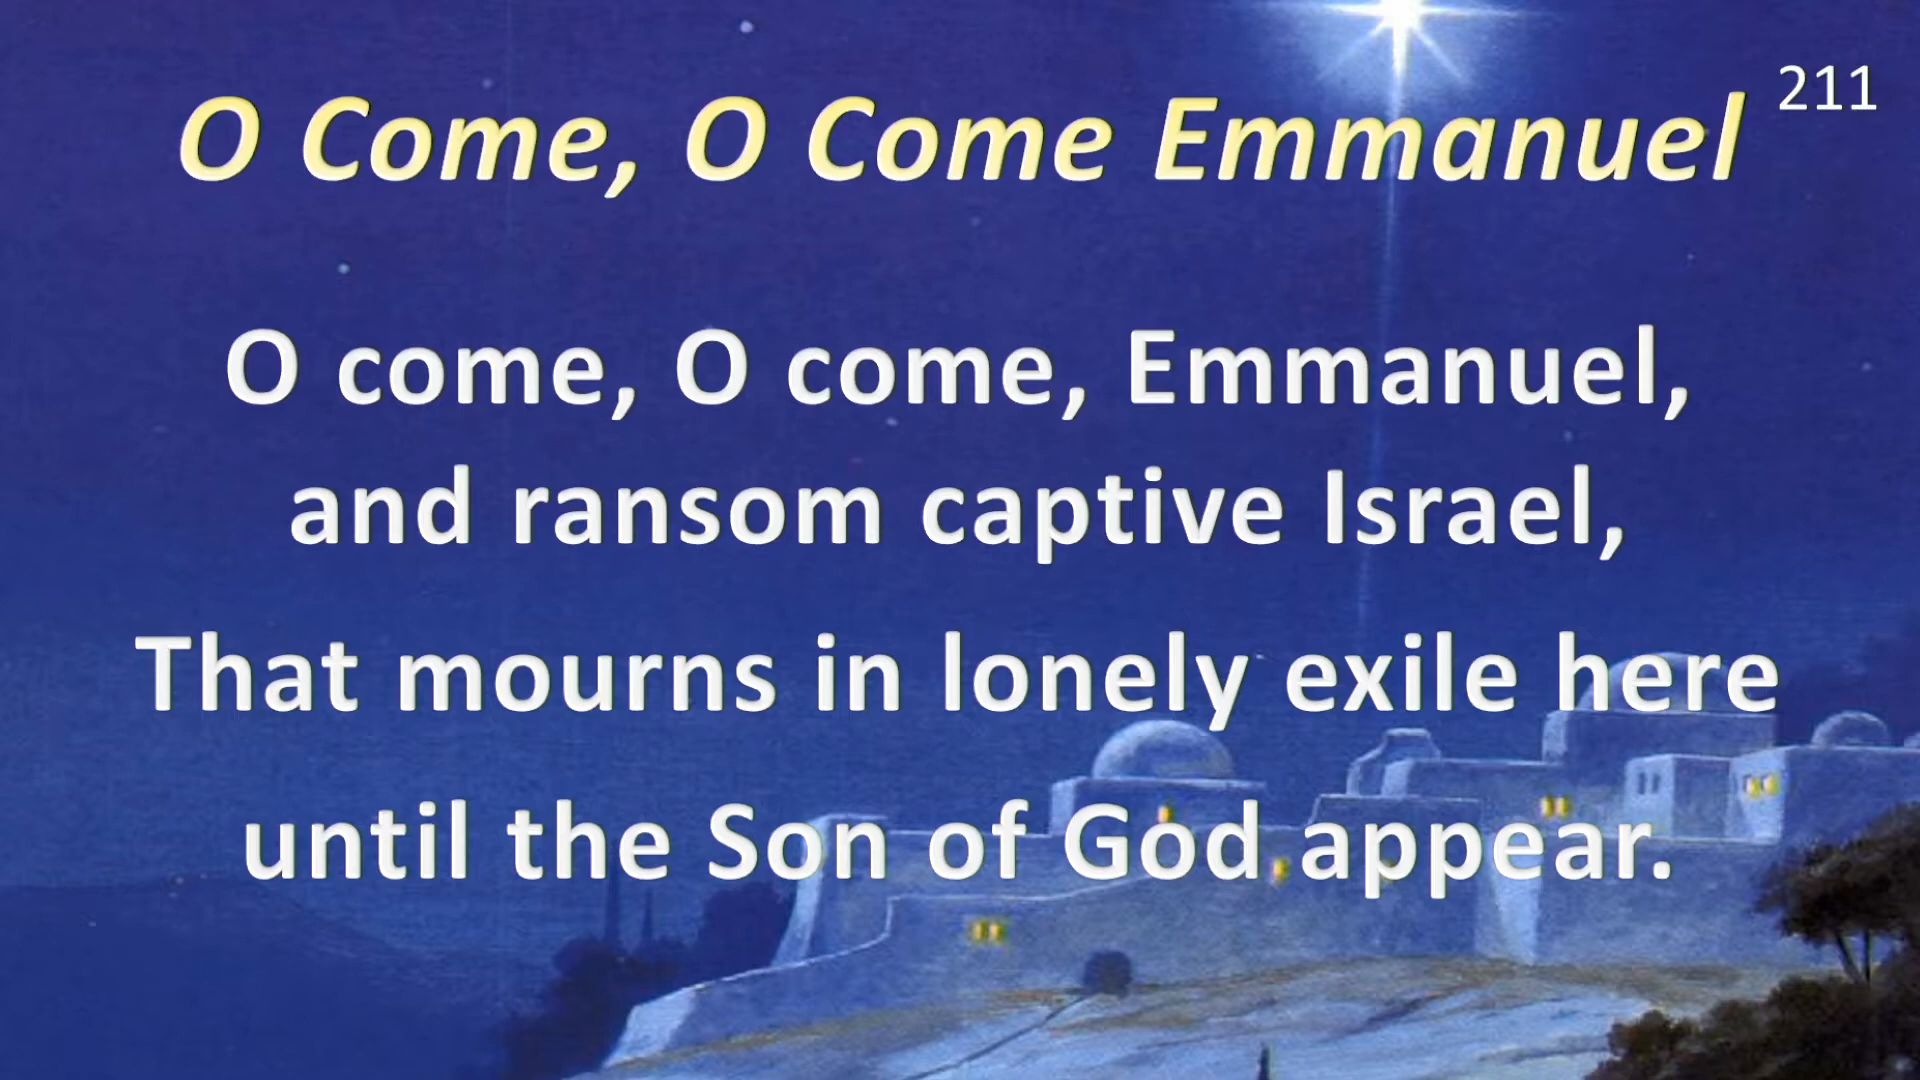 211
O Come, O Come Emmanuel
O come, O come, Emmanuel,
and ransom captive Israel,
That mourns in lonely exile here
until the Son of God appear.